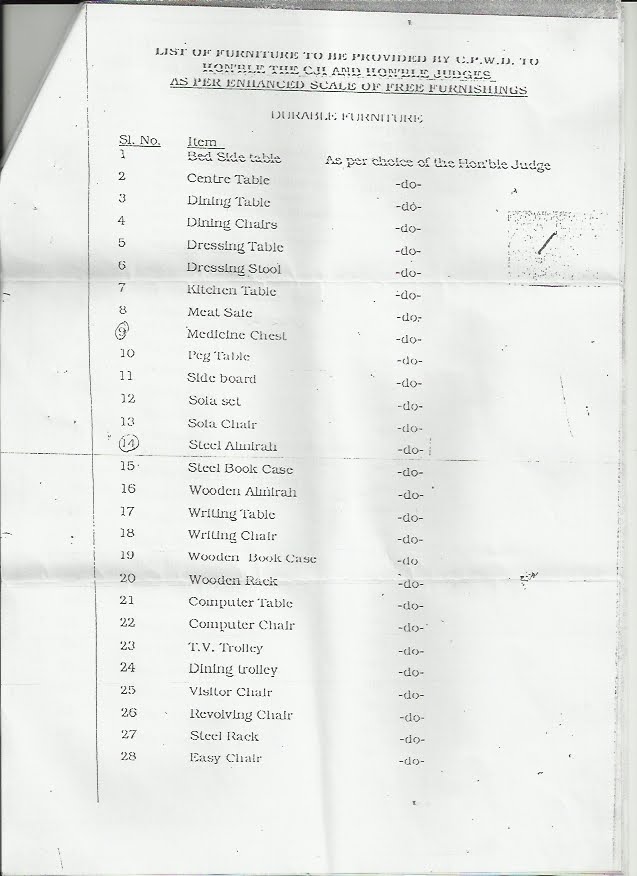 LIST OF FURNITURE TO BE PROVIDED BY C.P.W.D. TO
HON'BLE THE CJI AND HON'BLE JUDGES
AS PER ENHANCED SCALE OF FREE FURNISHINGS
DURABLE FURNITURE
Sl. No. Item
1 Bed Side table As per choice of the Hon'ble Judge
2 Centre Table -do-
3 Dining Table -do-
4 Dining Chairs -do-
5 Dressing Table -do-
6 Dressing Stool -do-
7 Kitchen Table -do-
8 Meat Safe -do-
9 Medicine Chest -do-
10 Peg Table -do-
11 Side board -do-
12 Sofa set -do-
13 Sofa Chair -do-
14 Steel Almirah -do-
15 Steel Book Case -do-
16 Wooden Almirah -do-
17 Writing Table -do-
18 Writing Chair -do-
19 Wooden Book Case -do
20 Wooden Rack -do-
21 Computer Table -do-
22 Computer Chair -do-
23 T.V. Trolley -do-
24 Dining trolley -do-
25 Visitor Chair -do-
26 Revolving Chair -do-
27 Steel Rack -do-
28 Easy Chair -do-